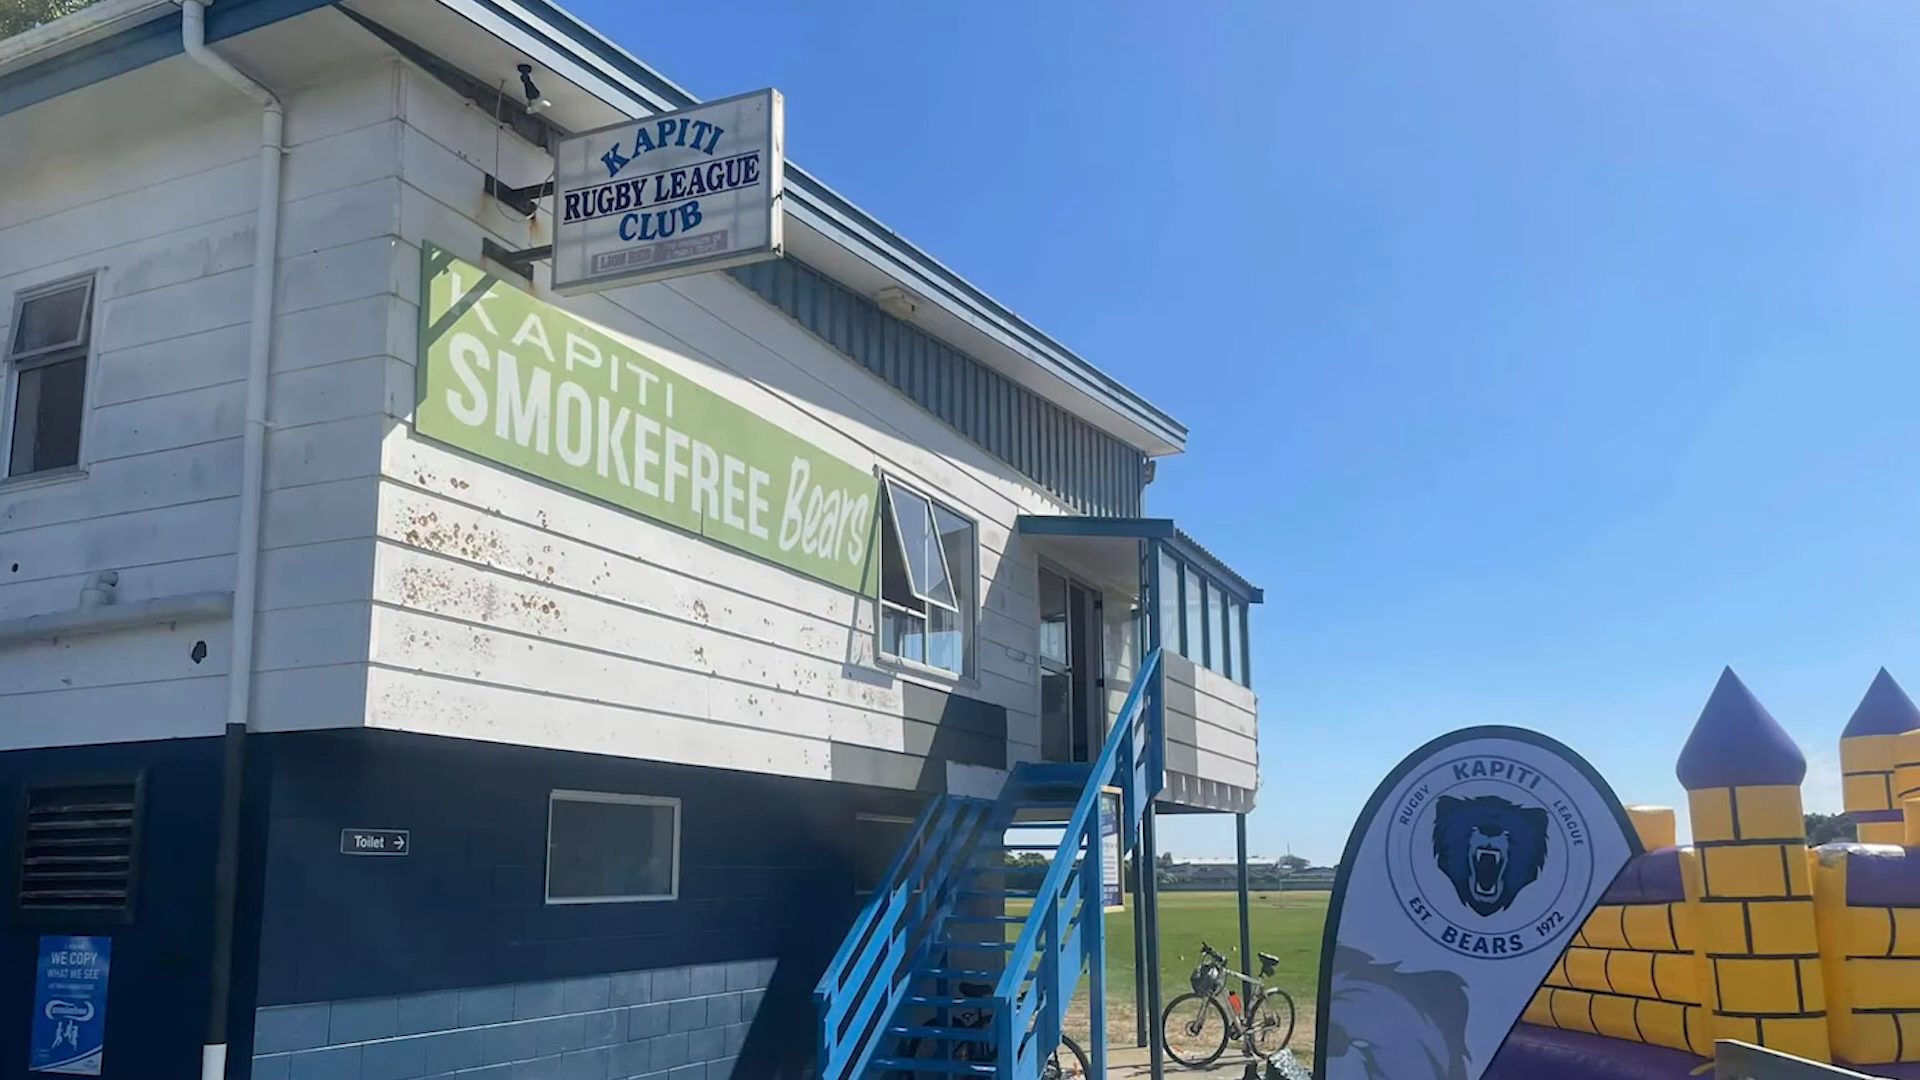 KAPITI
RUGBY LEAGUE
CLUB
LION RED
KAPITI
SMOKEFREE Bears
Toilet
WE COPY
WHAT WE SEE
KAPITI
RUGBY LEAGUE
EST. 1972
BEARS